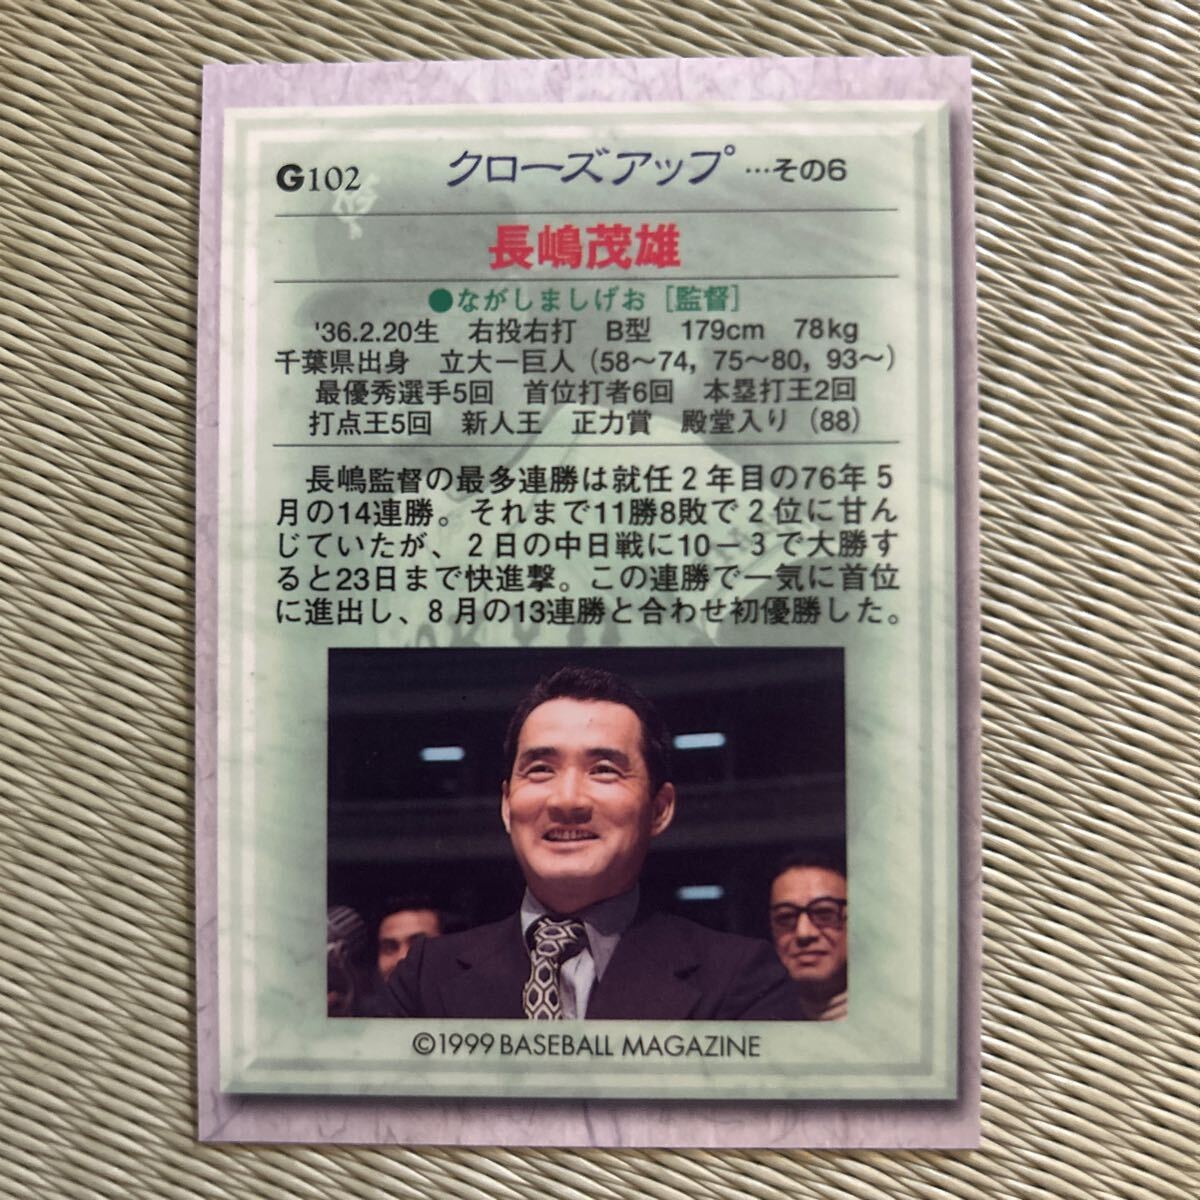 G102 クローズアップ…その6
長嶋茂雄
●ながしましげお［監督］
'36.2.20生 右投右打 B型 179cm 78kg
千葉県出身 立大ー巨人（58〜74，75〜80，93〜）
最優秀選手5回 首位打者6回 本塁打王2回
打点王5回 新人王 正力賞 殿堂入り（88）
長嶋監督の最多連勝は就任2年目の76年5
月の14連勝。それまで11勝8敗で2位に甘ん
じていたが、2日の中日戦に10－3で大勝す
ると23日まで快進撃。この連勝で一気に首位
に進出し、8月の13連勝と合わせ初優勝した。
©1999 BASEBALL MAGAZINE